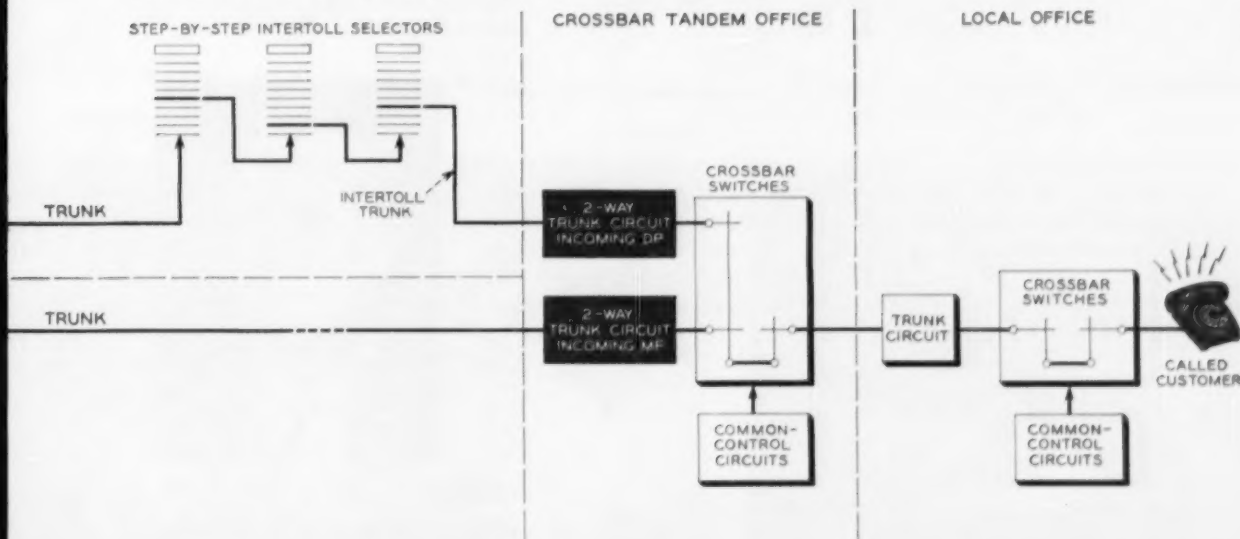 CROSSBAR TANDEM OFFICE
LOCAL OFFICE
STEP-BY-STEP INTERTOLL SELECTORS
INTERTOLL
TRUNK
TRUNK
2-WAY
TRUNK CIRCUIT
INCOMING DP
CROSSBAR
SWITCHES
TRUNK
2-WAY
TRUNK CIRCUIT
INCOMING MF
COMMON-
CONTROL
CIRCUITS
TRUNK
CIRCUIT
CROSSBAR
SWITCHES
COMMON-
CONTROL
CIRCUITS
CALLED
CUSTOMER